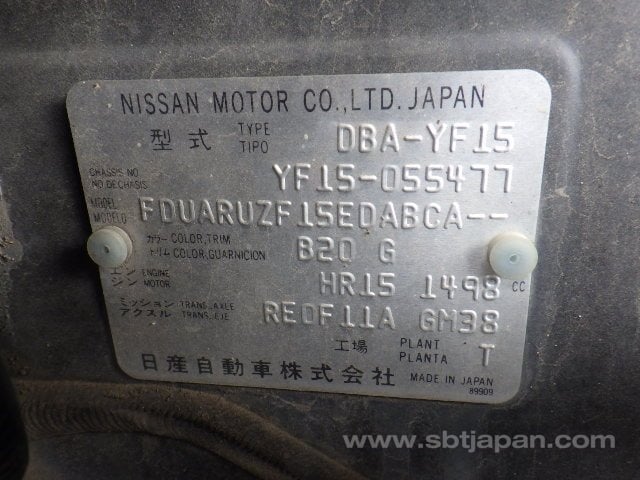 NISSAN MOTOR CO.,LTD. JAPAN
型式 TYPE TIPO DBA-YF15
CHASSIS NO NO DECHASIS YF15-055477
MODEL MODELO FDUARUZF15EDABCA--
カラー COLOR,TRIM トリム COLOR,GUARNICION B20 G
エンジン ENGINE MOTOR HR15 1498 CC
ミッション TRANS.,AXLE アクスル TRANS.,EJE RE0F11A GM38
工場 PLANT PLANTA T
日産自動車株式会社 MADE IN JAPAN
89909
www.sbtjapan.com